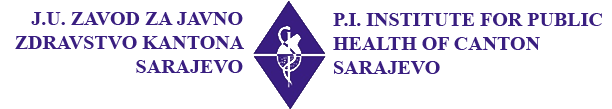 J.U. ZAVOD ZA JAVNO
ZDRAVSTVO KANTONA
SARAJEVO
P.I. INSTITUTE FOR PUBLIC
HEALTH OF CANTON
SARAJEVO